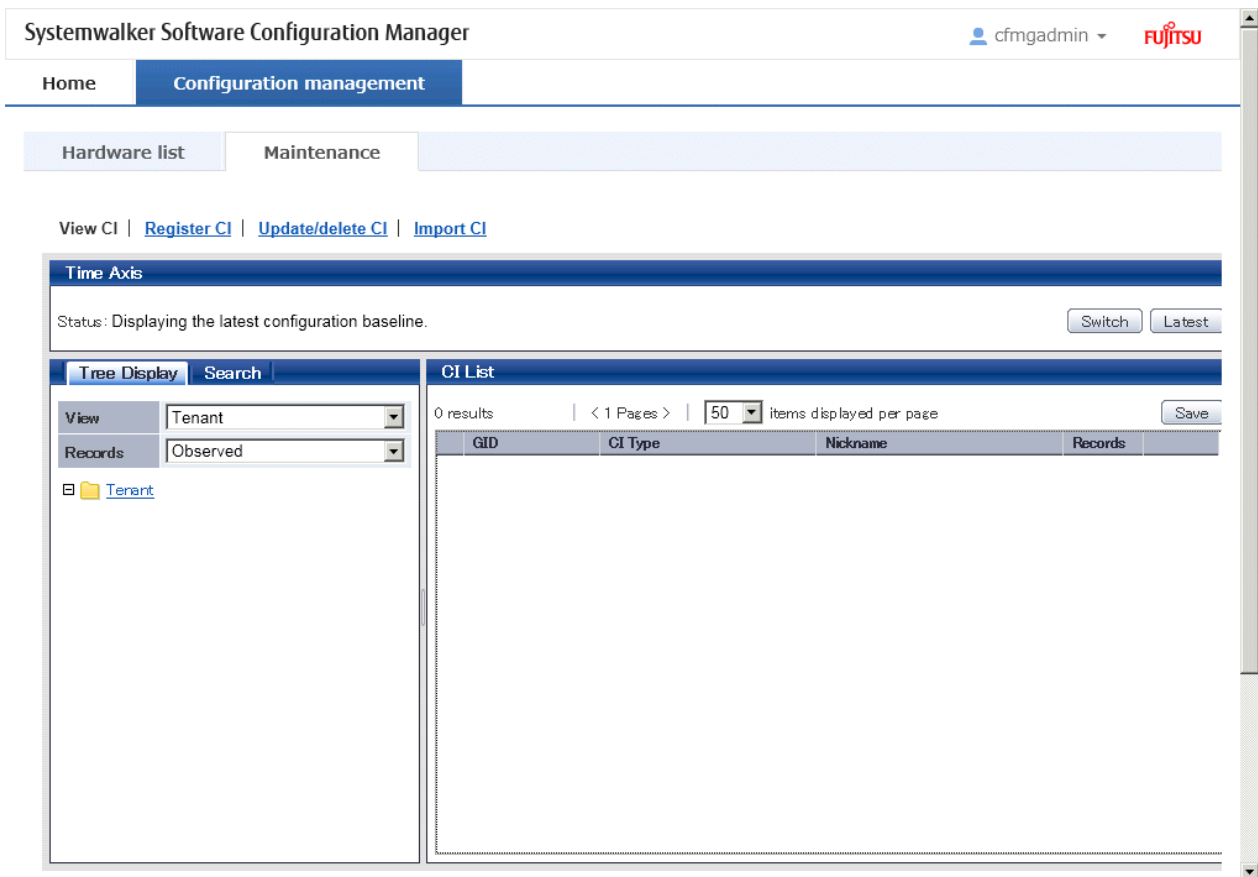 Systemwalker Software Configuration Manager cfmgadmin FUJITSU
Home Configuration management
Hardware list Maintenance
View CI | Register CI | Update/delete CI | Import CI
Time Axis
Status: Displaying the latest configuration baseline. Switch Latest
Tree Display Search
View Tenant
Records Observed
Tenant
CI List
0 results | < 1 Pages > | 50 items displayed per page Save
GID CI Type Nickname Records